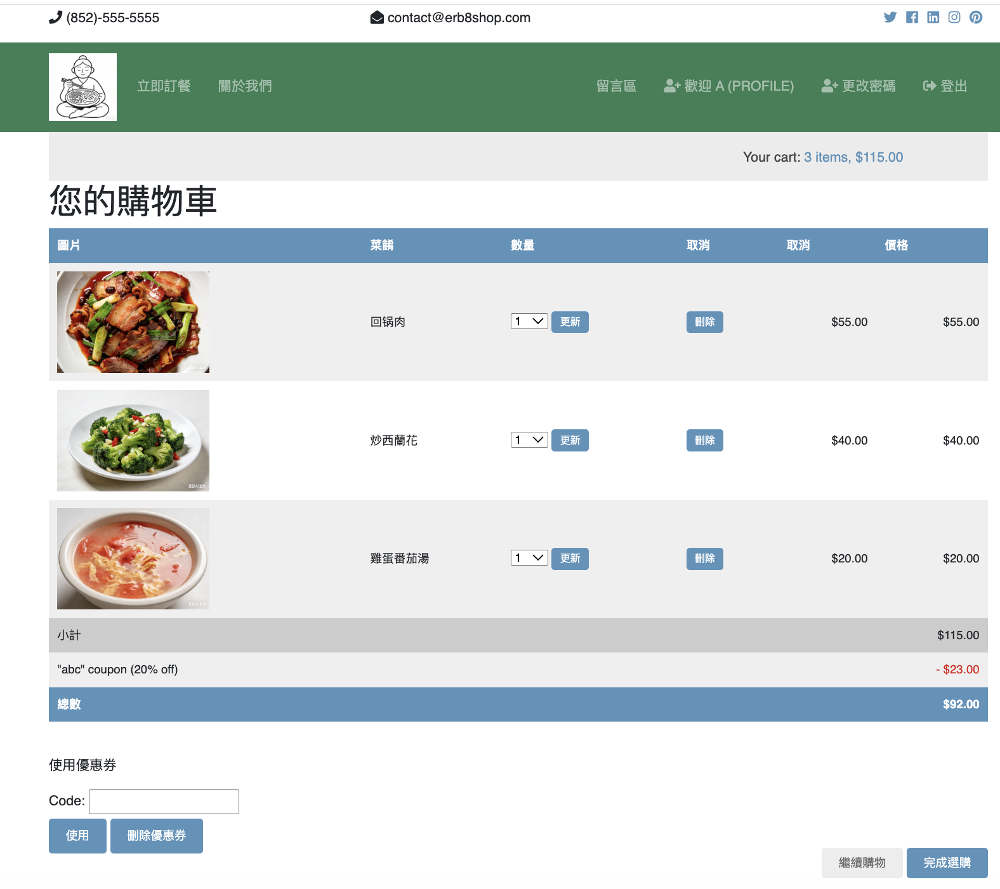 (852)-555-5555 contact@erb8shop.com
立即訂餐 關於我們 留言區 歡迎 A (PROFILE) 更改密碼 登出
Your cart: 3 items, $115.00
您的購物車
圖片 菜餚 數量 取消 取消 價格
回锅肉 1 更新 刪除 $55.00 $55.00
炒西蘭花 1 更新 刪除 $40.00 $40.00
豆包AI生成
雞蛋番茄湯 1 更新 刪除 $20.00 $20.00
小計 $115.00
"abc" coupon (20% off) - $23.00
總數 $92.00
使用優惠券
Code:
使用 刪除優惠券
繼續購物 完成選購